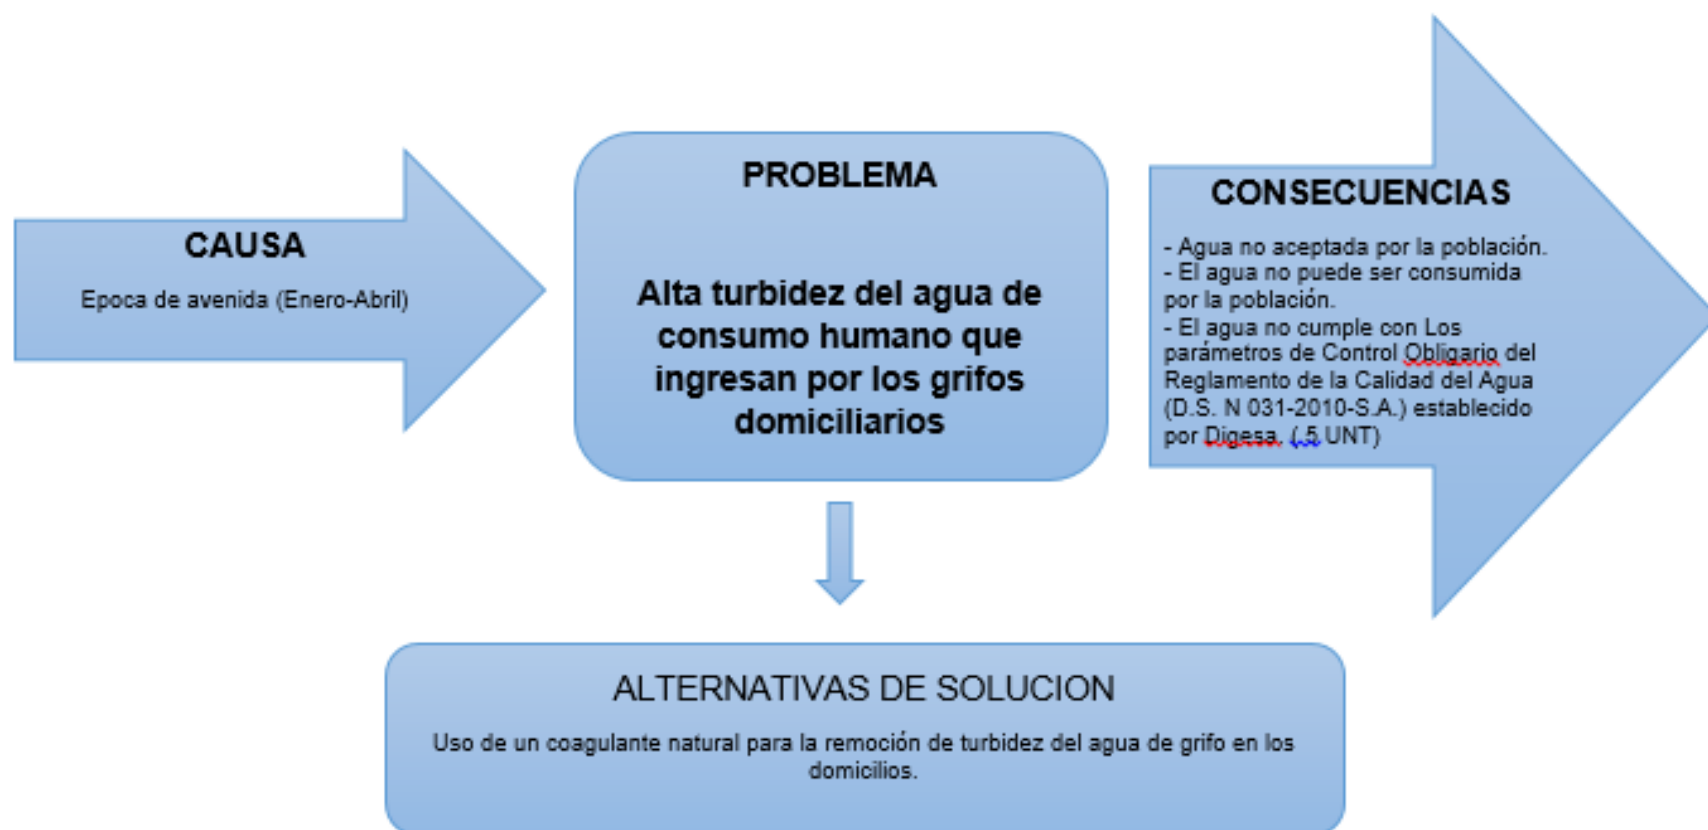 CAUSA
Epoca de avenida (Enero-Abril)
PROBLEMA
Alta turbidez del agua de
consumo humano que
ingresan por los grifos
domiciliarios
CONSECUENCIAS
- Agua no aceptada por la población.
- El agua no puede ser consumida
por la población.
- El agua no cumple con Los
parámetros de Control Obligario del
Reglamento de la Calidad del Agua
(D.S. N 031-2010-S.A.) establecido
por Digesa. ( 5 UNT)
ALTERNATIVAS DE SOLUCION
Uso de un coagulante natural para la remoción de turbidez del agua de grifo en los
domicilios.